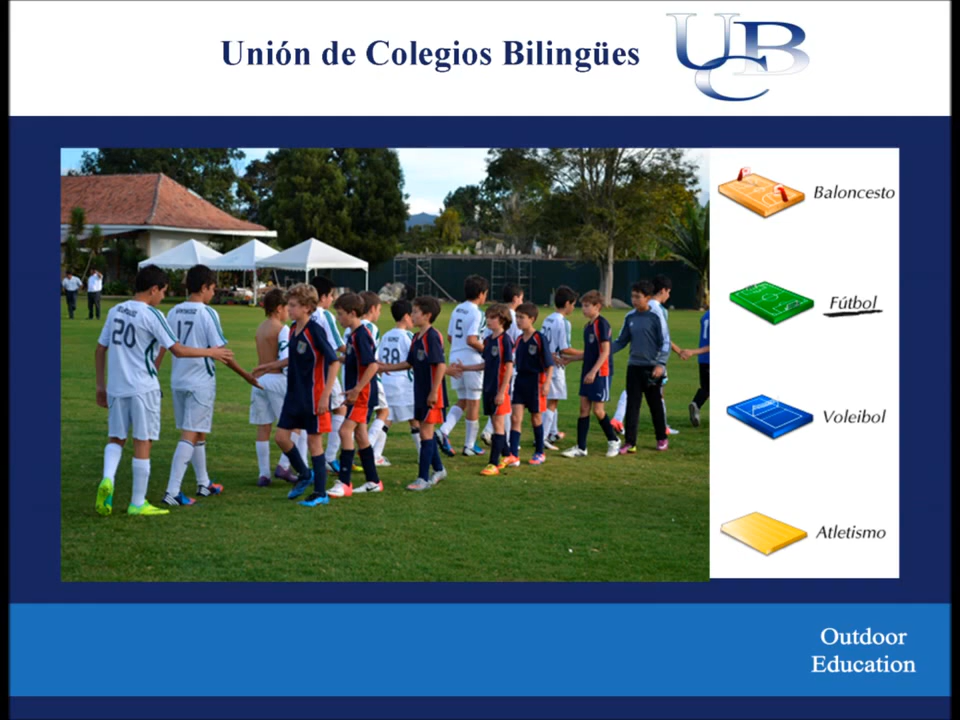 Unión de Colegios Bilingües
UCB
Baloncesto
Fútbol
Voleibol
Atletismo
20
17
38
5
Outdoor
Education